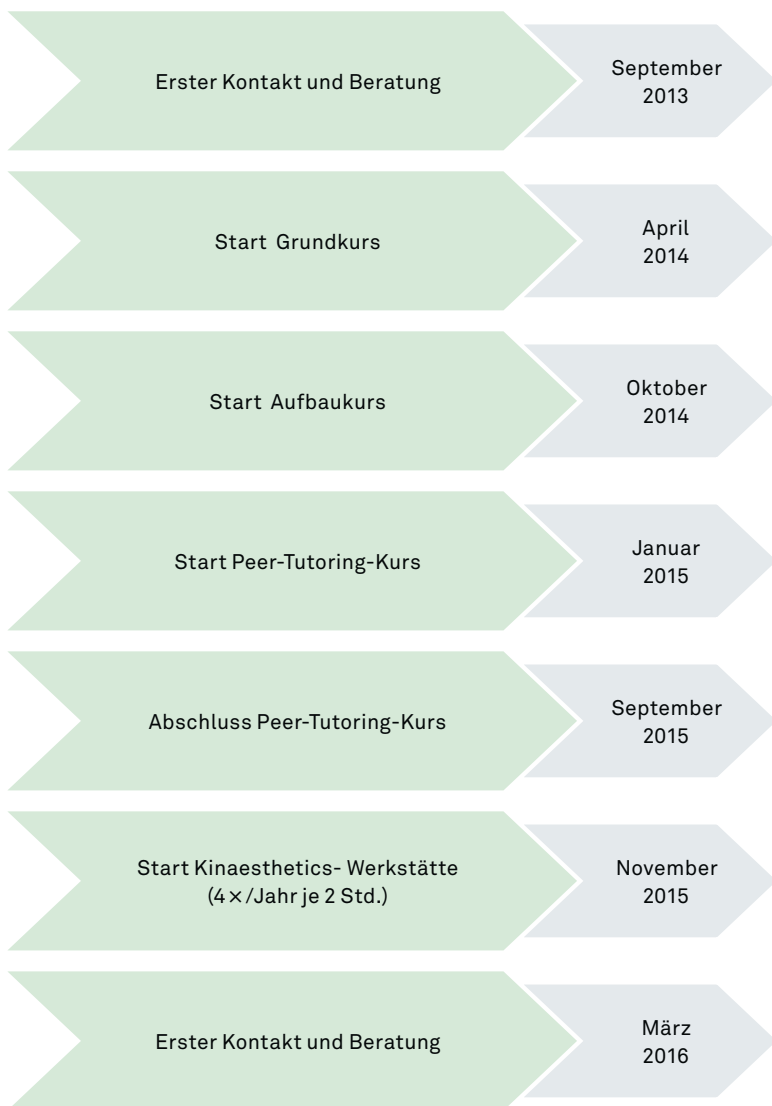 Erster Kontakt und Beratung
September
2013
Start Grundkurs
April
2014
Start Aufbaukurs
Oktober
2014
Start Peer-Tutoring-Kurs
Januar
2015
Abschluss Peer-Tutoring-Kurs
September
2015
Start Kinaesthetics- Werkstätte
(4×/Jahr je 2 Std.)
November
2015
Erster Kontakt und Beratung
März
2016